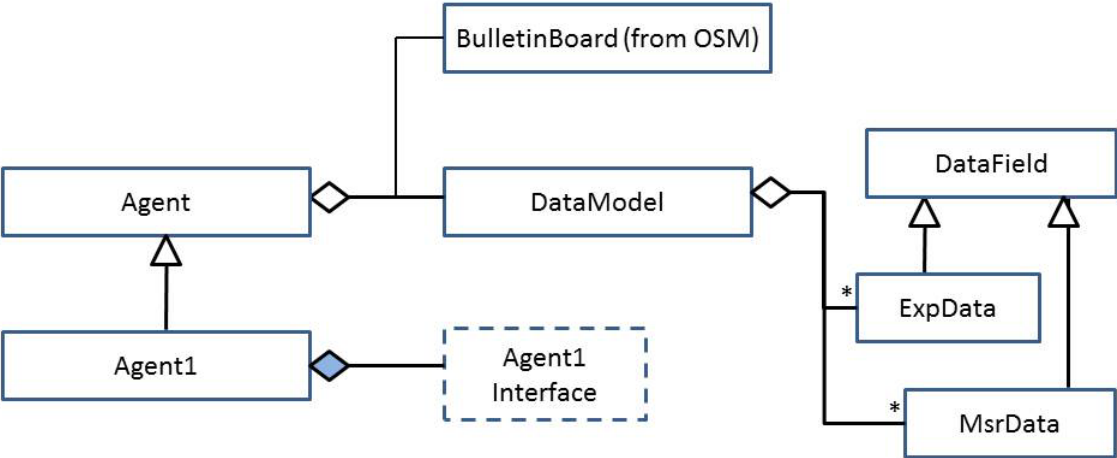 BulletinBoard (from OSM)
DataField
Agent
DataModel
* ExpData
Agent1
Agent1
Interface
* MsrData